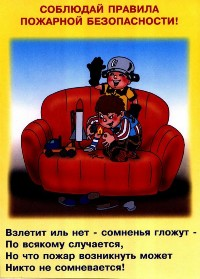 СОБЛЮДАЙ ПРАВИЛА
ПОЖАРНОЙ БЕЗОПАСНОСТИ!
Взлетит иль нет - сомненья гложут -
По всякому случается,
Но что пожар возникнуть может
Никто не сомневается!